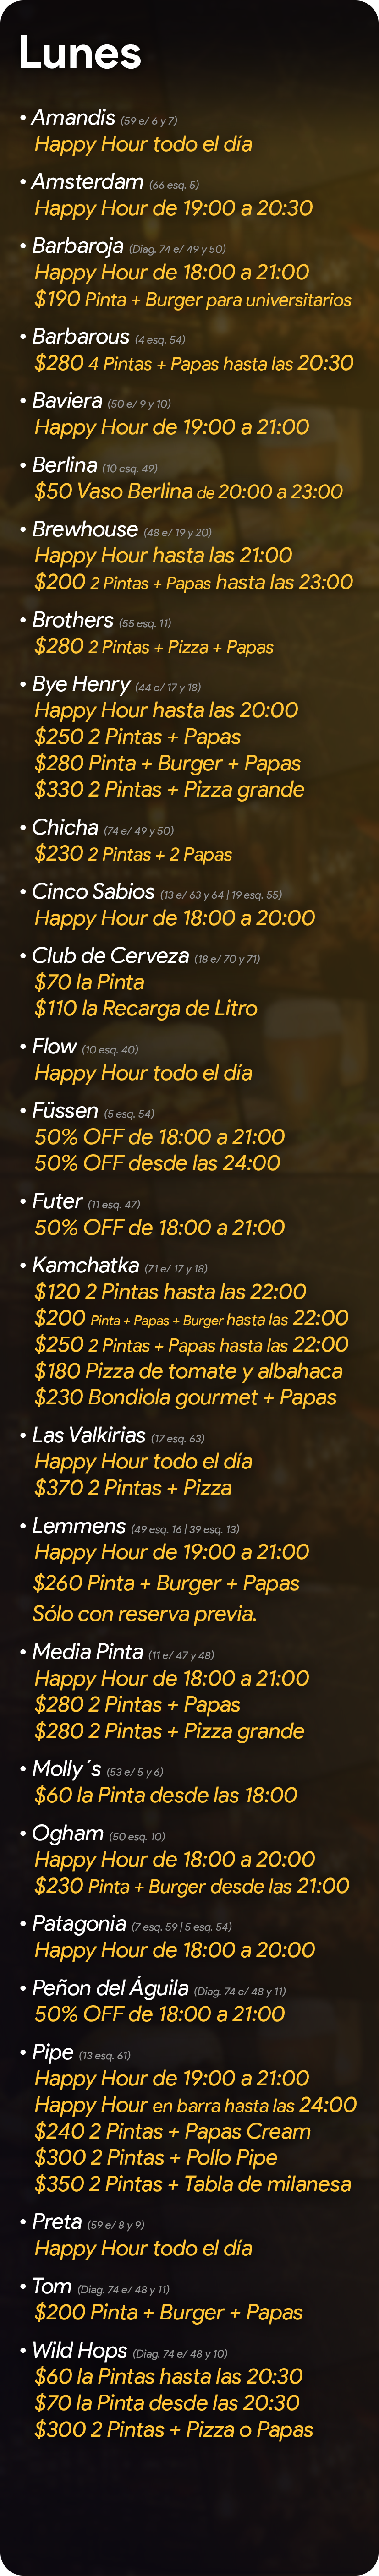 Lunes
• Amandis (59 e/ 6 y 7)
Happy Hour todo el día
• Amsterdam (66 esq. 5)
Happy Hour de 19:00 a 20:30
• Barbaroja (Diag. 74 e/ 49 y 50)
Happy Hour de 18:00 a 21:00
$190 Pinta + Burger para universitarios
• Barbarous (4 esq. 54)
$280 4 Pintas + Papas hasta las 20:30
• Baviera (50 e/ 9 y 10)
Happy Hour de 19:00 a 21:00
• Berlina (10 esq. 49)
$50 Vaso Berlina de 20:00 a 23:00
• Brewhouse (48 e/ 19 y 20)
Happy Hour hasta las 21:00
$200 2 Pintas + Papas hasta las 23:00
• Brothers (55 esq. 11)
$280 2 Pintas + Pizza + Papas
• Bye Henry (44 e/ 17 y 18)
Happy Hour hasta las 20:00
$250 2 Pintas + Papas
$280 Pinta + Burger + Papas
$330 2 Pintas + Pizza grande
• Chicha (74 e/ 49 y 50)
$230 2 Pintas + 2 Papas
• Cinco Sabios (13 e/ 63 y 64 | 19 esq. 55)
Happy Hour de 18:00 a 20:00
• Club de Cerveza (18 e/ 70 y 71)
$70 la Pinta
$110 la Recarga de Litro
• Flow (10 esq. 40)
Happy Hour todo el día
• Füssen (5 esq. 54)
50% OFF de 18:00 a 21:00
50% OFF desde las 24:00
• Futer (11 esq. 47)
50% OFF de 18:00 a 21:00
• Kamchatka (71 e/ 17 y 18)
$120 2 Pintas hasta las 22:00
$200 Pinta + Papas + Burger hasta las 22:00
$250 2 Pintas + Papas hasta las 22:00
$180 Pizza de tomate y albahaca
$230 Bondiola gourmet + Papas
• Las Valkirias (17 esq. 63)
Happy Hour todo el día
$370 2 Pintas + Pizza
• Lemmens (49 esq. 16 | 39 esq. 13)
Happy Hour de 19:00 a 21:00
$260 Pinta + Burger + Papas
Sólo con reserva previa.
• Media Pinta (11 e/ 47 y 48)
Happy Hour de 18:00 a 21:00
$280 2 Pintas + Papas
$280 2 Pintas + Pizza grande
• Molly´s (53 e/ 5 y 6)
$60 la Pinta desde las 18:00
• Ogham (50 esq. 10)
Happy Hour de 18:00 a 20:00
$230 Pinta + Burger desde las 21:00
• Patagonia (7 esq. 59 | 5 esq. 54)
Happy Hour de 18:00 a 20:00
• Peñon del Águila (Diag. 74 e/ 48 y 11)
50% OFF de 18:00 a 21:00
• Pipe (13 esq. 61)
Happy Hour de 19:00 a 21:00
Happy Hour en barra hasta las 24:00
$240 2 Pintas + Papas Cream
$300 2 Pintas + Pollo Pipe
$350 2 Pintas + Tabla de milanesa
• Preta (59 e/ 8 y 9)
Happy Hour todo el día
• Tom (Diag. 74 e/ 48 y 11)
$200 Pinta + Burger + Papas
• Wild Hops (Diag. 74 e/ 48 y 10)
$60 la Pintas hasta las 20:30
$70 la Pinta desde las 20:30
$300 2 Pintas + Pizza o Papas